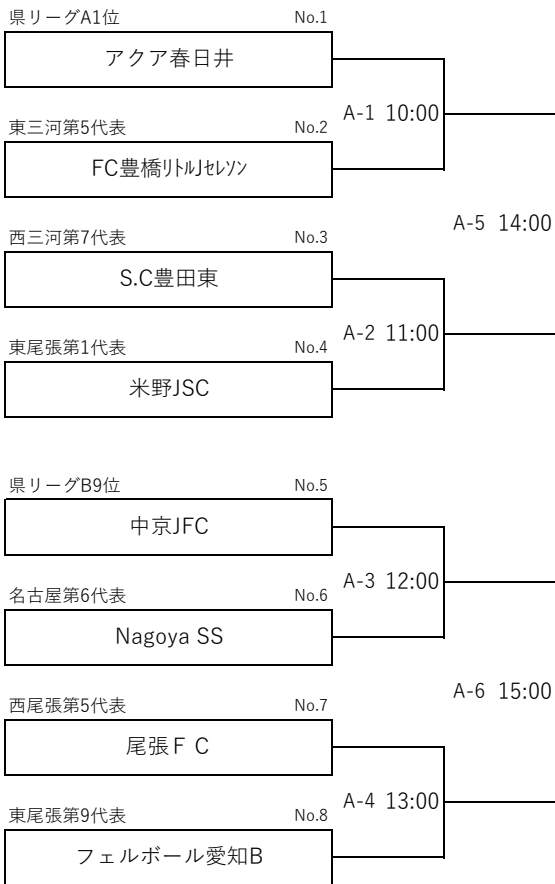 県リーグA1位 No.1
アクア春日井
A-1 10:00
東三河第5代表 No.2
FC豊橋ﾘﾄﾙJｾﾚｿﾝ
A-5 14:00
西三河第7代表 No.3
S.C豊田東
A-2 11:00
東尾張第1代表 No.4
米野JSC
県リーグB9位 No.5
中京JFC
A-3 12:00
名古屋第6代表 No.6
Nagoya SS
A-6 15:00
西尾張第5代表 No.7
尾張ＦＣ
A-4 13:00
東尾張第9代表 No.8
フェルボール愛知B